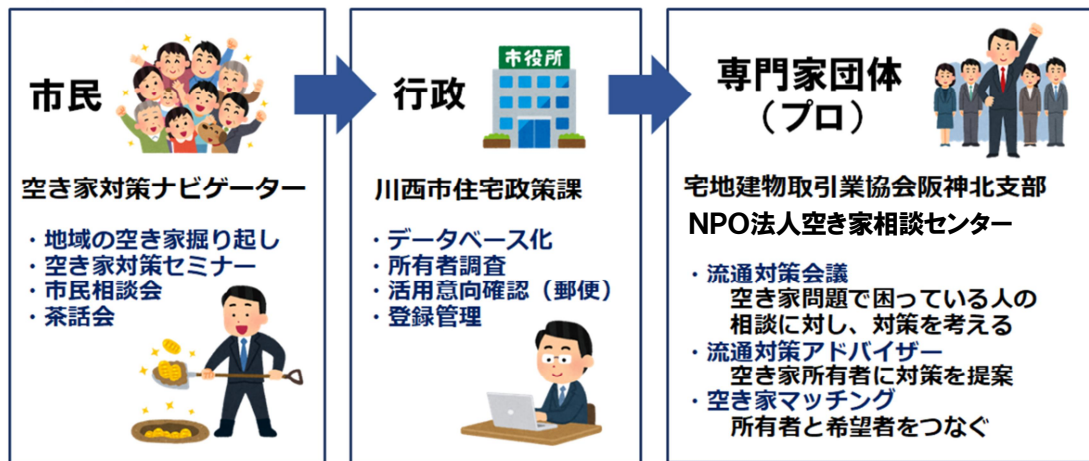 市民
空き家対策ナビゲーター
・地域の空き家掘り起し
・空き家対策セミナー
・市民相談会
・茶話会
行政
市役所
川西市住宅政策課
・データベース化
・所有者調査
・活用意向確認（郵便）
・登録管理
専門家団体
（プロ）
宅地建物取引業協会阪神北支部
NPO法人空き家相談センター
・流通対策会議
空き家問題で困っている人の
相談に対し、対策を考える
・流通対策アドバイザー
空き家所有者に対策を提案
・空き家マッチング
所有者と希望者をつなぐ